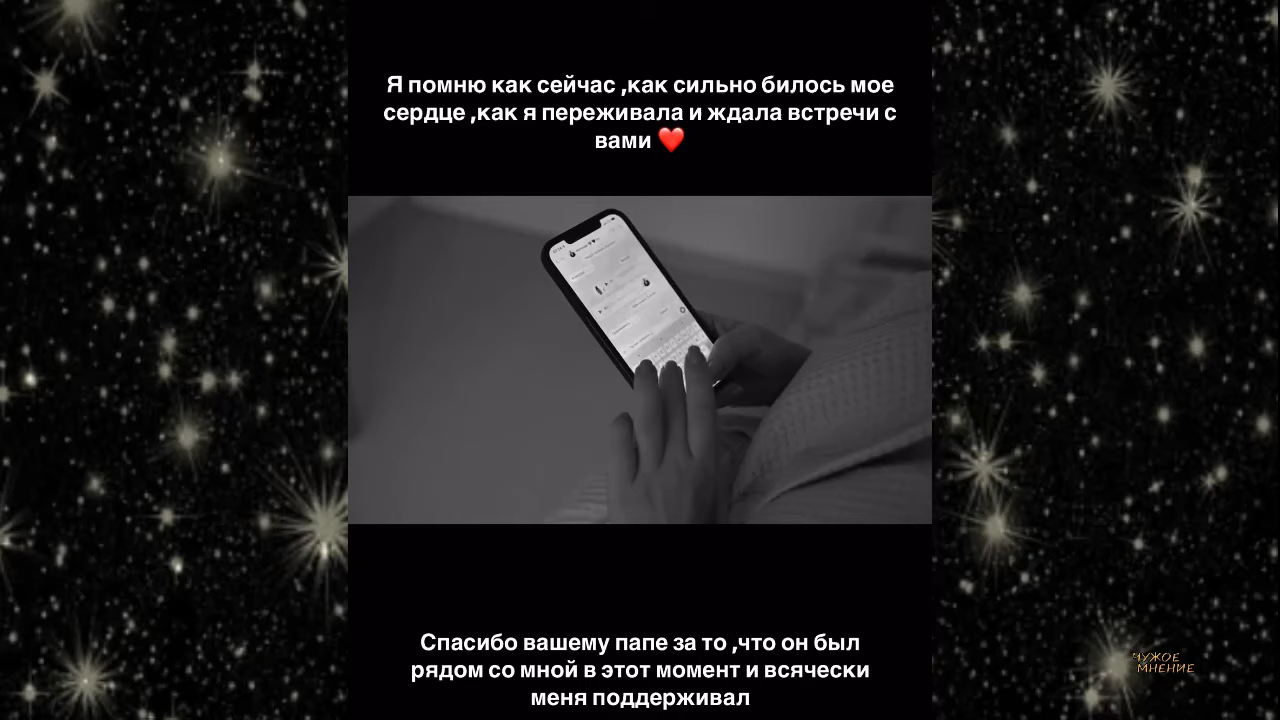 Я помню как сейчас ,как сильно билось мое
сердце ,как я переживала и ждала встречи с
вами ❤️
Спасибо вашему папе за то ,что он был
рядом со мной в этот момент и всячески
меня поддерживал
ЧУЖОЕ
МНЕНИЕ